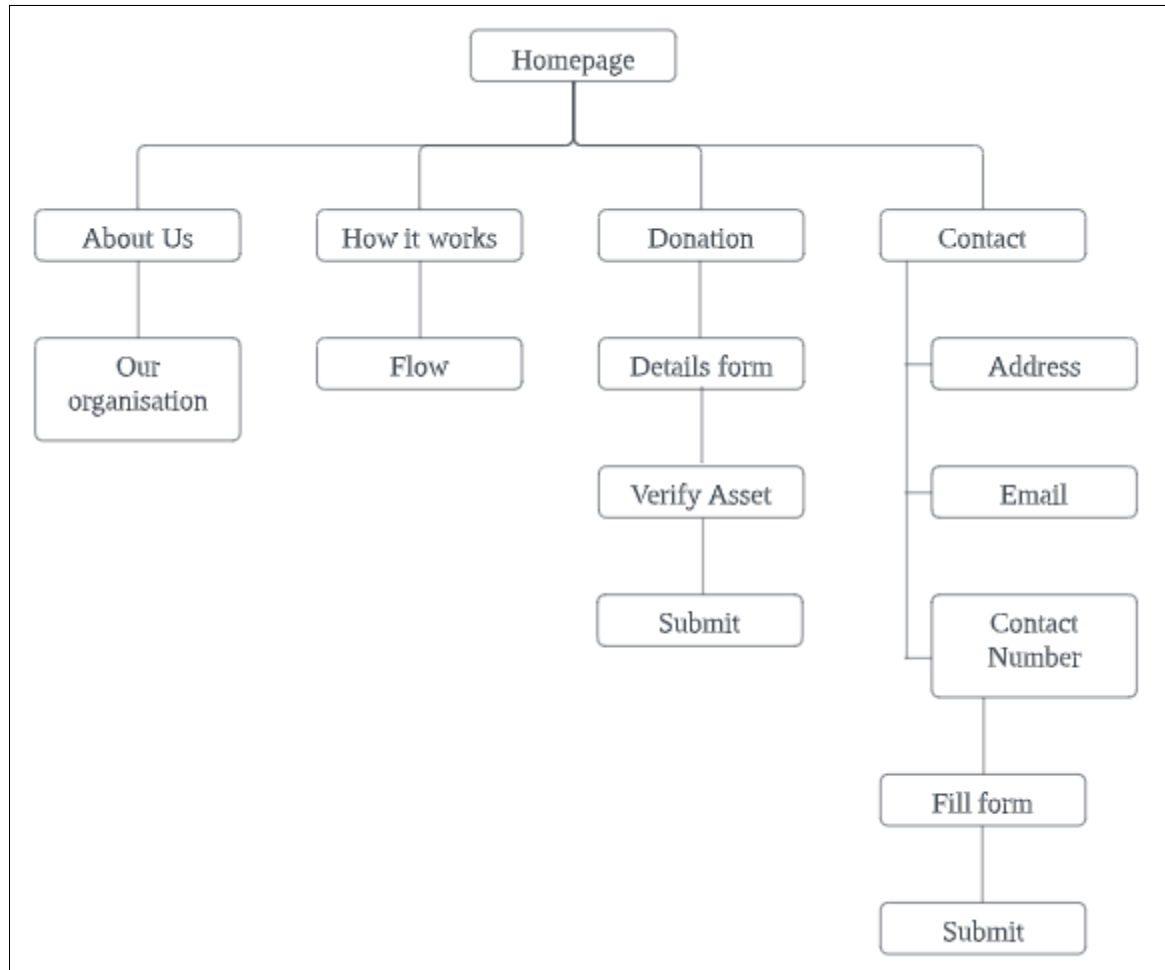 Homepage
About Us
How it works
Donation
Contact
Our
organisation
Flow
Details form
Address
Verify Asset
Email
Submit
Contact
Number
Fill form
Submit